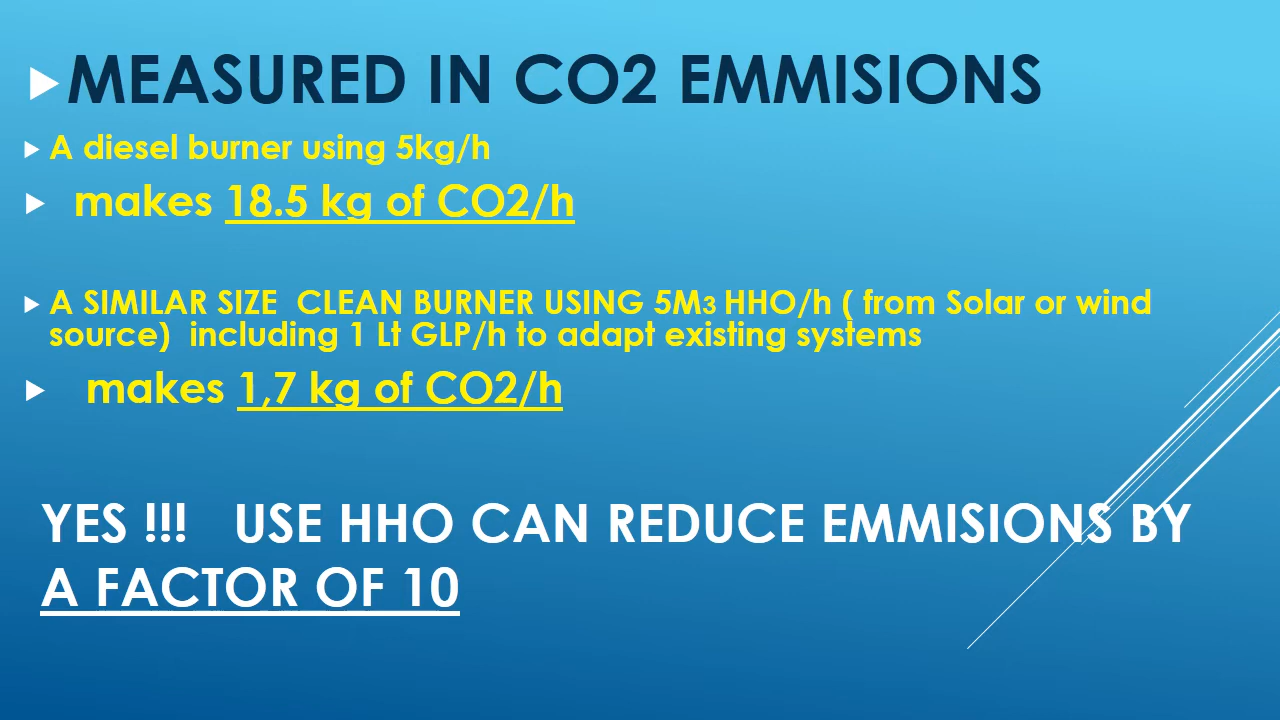 MEASURED IN CO2 EMMISIONS
A diesel burner using 5kg/h
makes 18.5 kg of CO2/h
A SIMILAR SIZE CLEAN BURNER USING 5M3 HHO/h ( from Solar or wind
source) including 1 Lt GLP/h to adapt existing systems
makes 1,7 kg of CO2/h
YES !!! USE HHO CAN REDUCE EMMISIONS BY
A FACTOR OF 10